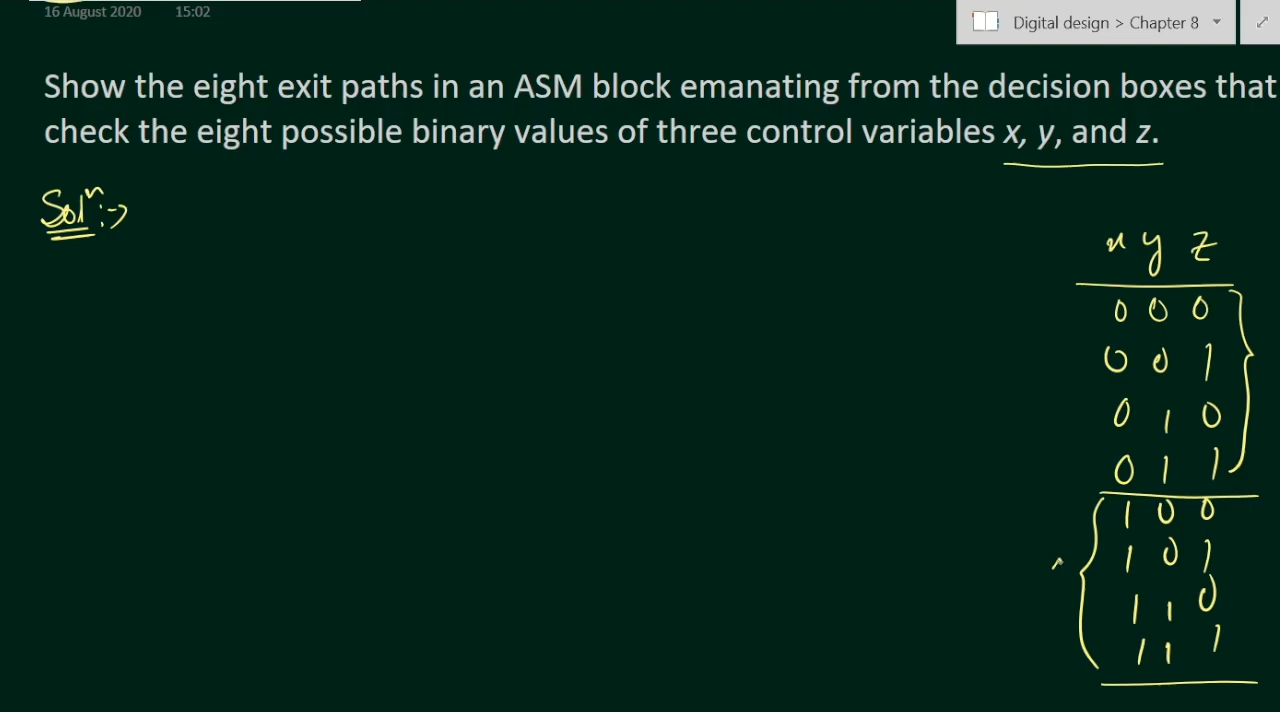 16 August 2020 15:02
Digital design > Chapter 8
Show the eight exit paths in an ASM block emanating from the decision boxes that
check the eight possible binary values of three control variables x, y, and z.
Solⁿ:->
x y z
0 0 0
0 0 1
0 1 0
0 1 1
1 0 0
1 0 1
1 1 0
1 1 1